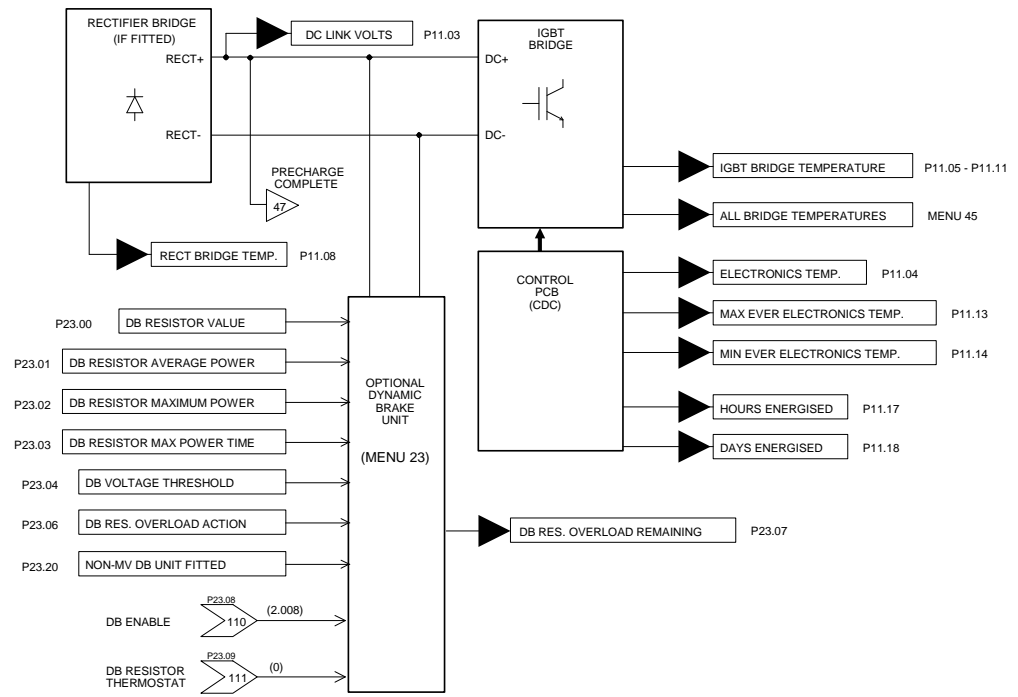 RECTIFIER BRIDGE
(IF FITTED)
RECT+
RECT-
DC LINK VOLTS
P11.03
IGBT
BRIDGE
DC+
DC-
PRECHARGE
COMPLETE
47
RECT BRIDGE TEMP.
P11.08
IGBT BRIDGE TEMPERATURE
P11.05 - P11.11
ALL BRIDGE TEMPERATURES
MENU 45
CONTROL
PCB
(CDC)
ELECTRONICS TEMP.
P11.04
MAX EVER ELECTRONICS TEMP.
P11.13
MIN EVER ELECTRONICS TEMP.
P11.14
HOURS ENERGISED
P11.17
DAYS ENERGISED
P11.18
P23.00
DB RESISTOR VALUE
P23.01
DB RESISTOR AVERAGE POWER
P23.02
DB RESISTOR MAXIMUM POWER
P23.03
DB RESISTOR MAX POWER TIME
P23.04
DB VOLTAGE THRESHOLD
P23.06
DB RES. OVERLOAD ACTION
P23.20
NON-MV DB UNIT FITTED
OPTIONAL
DYNAMIC
BRAKE
UNIT
(MENU 23)
DB RES. OVERLOAD REMAINING
P23.07
DB ENABLE
P23.08
110
(2.008)
DB RESISTOR
THERMOSTAT
P23.09
111
(0)